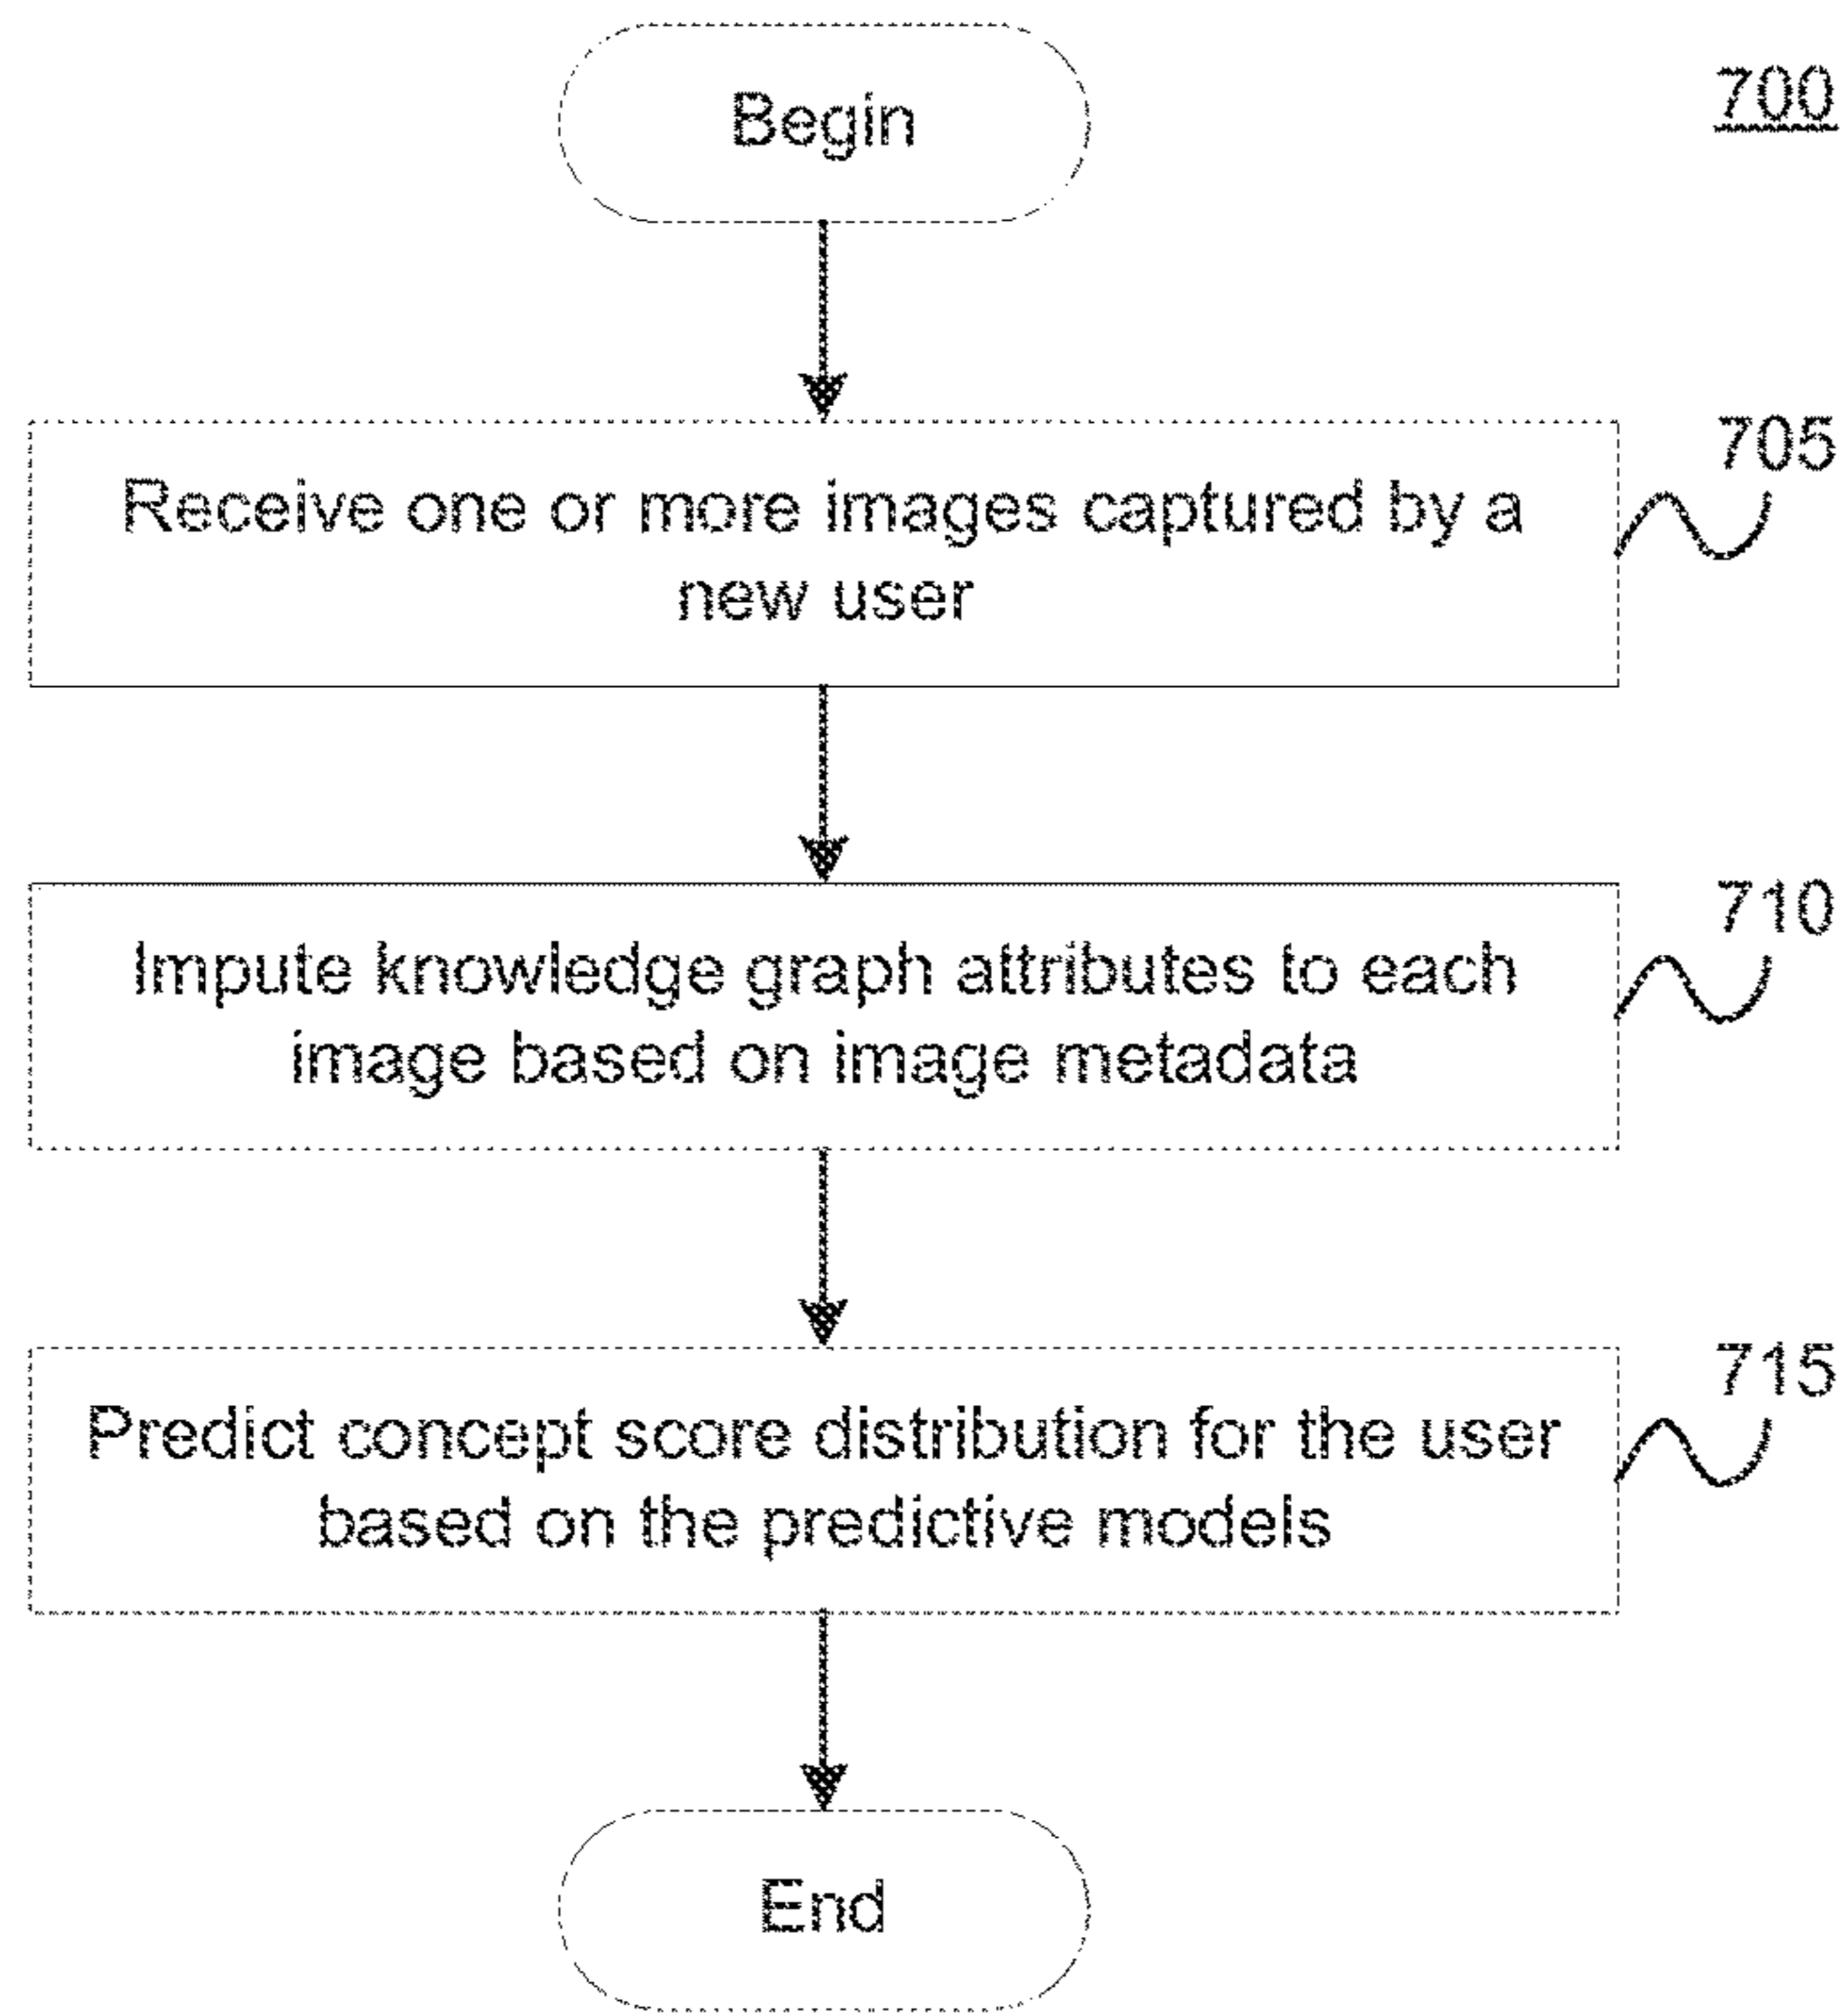 Begin
700
Receive one or more images captured by a
new user
705
Impute knowledge graph attributes to each
image based on image metadata
710
Predict concept score distribution for the user
based on the predictive models
715
End